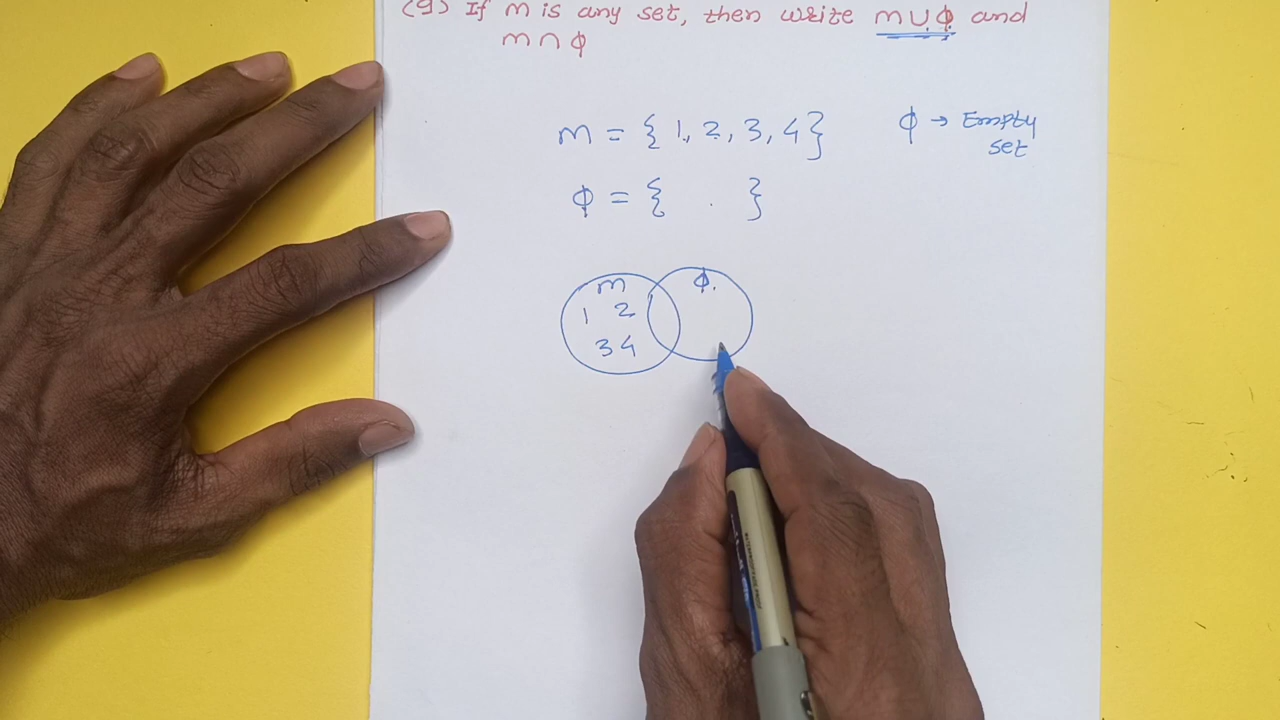 (9) If m is any set, then write m ∪ ϕ and
m ∩ ϕ
m = { 1, 2, 3, 4 }
ϕ → Empty
set
ϕ = { . }
m ϕ.
1 2
3 4